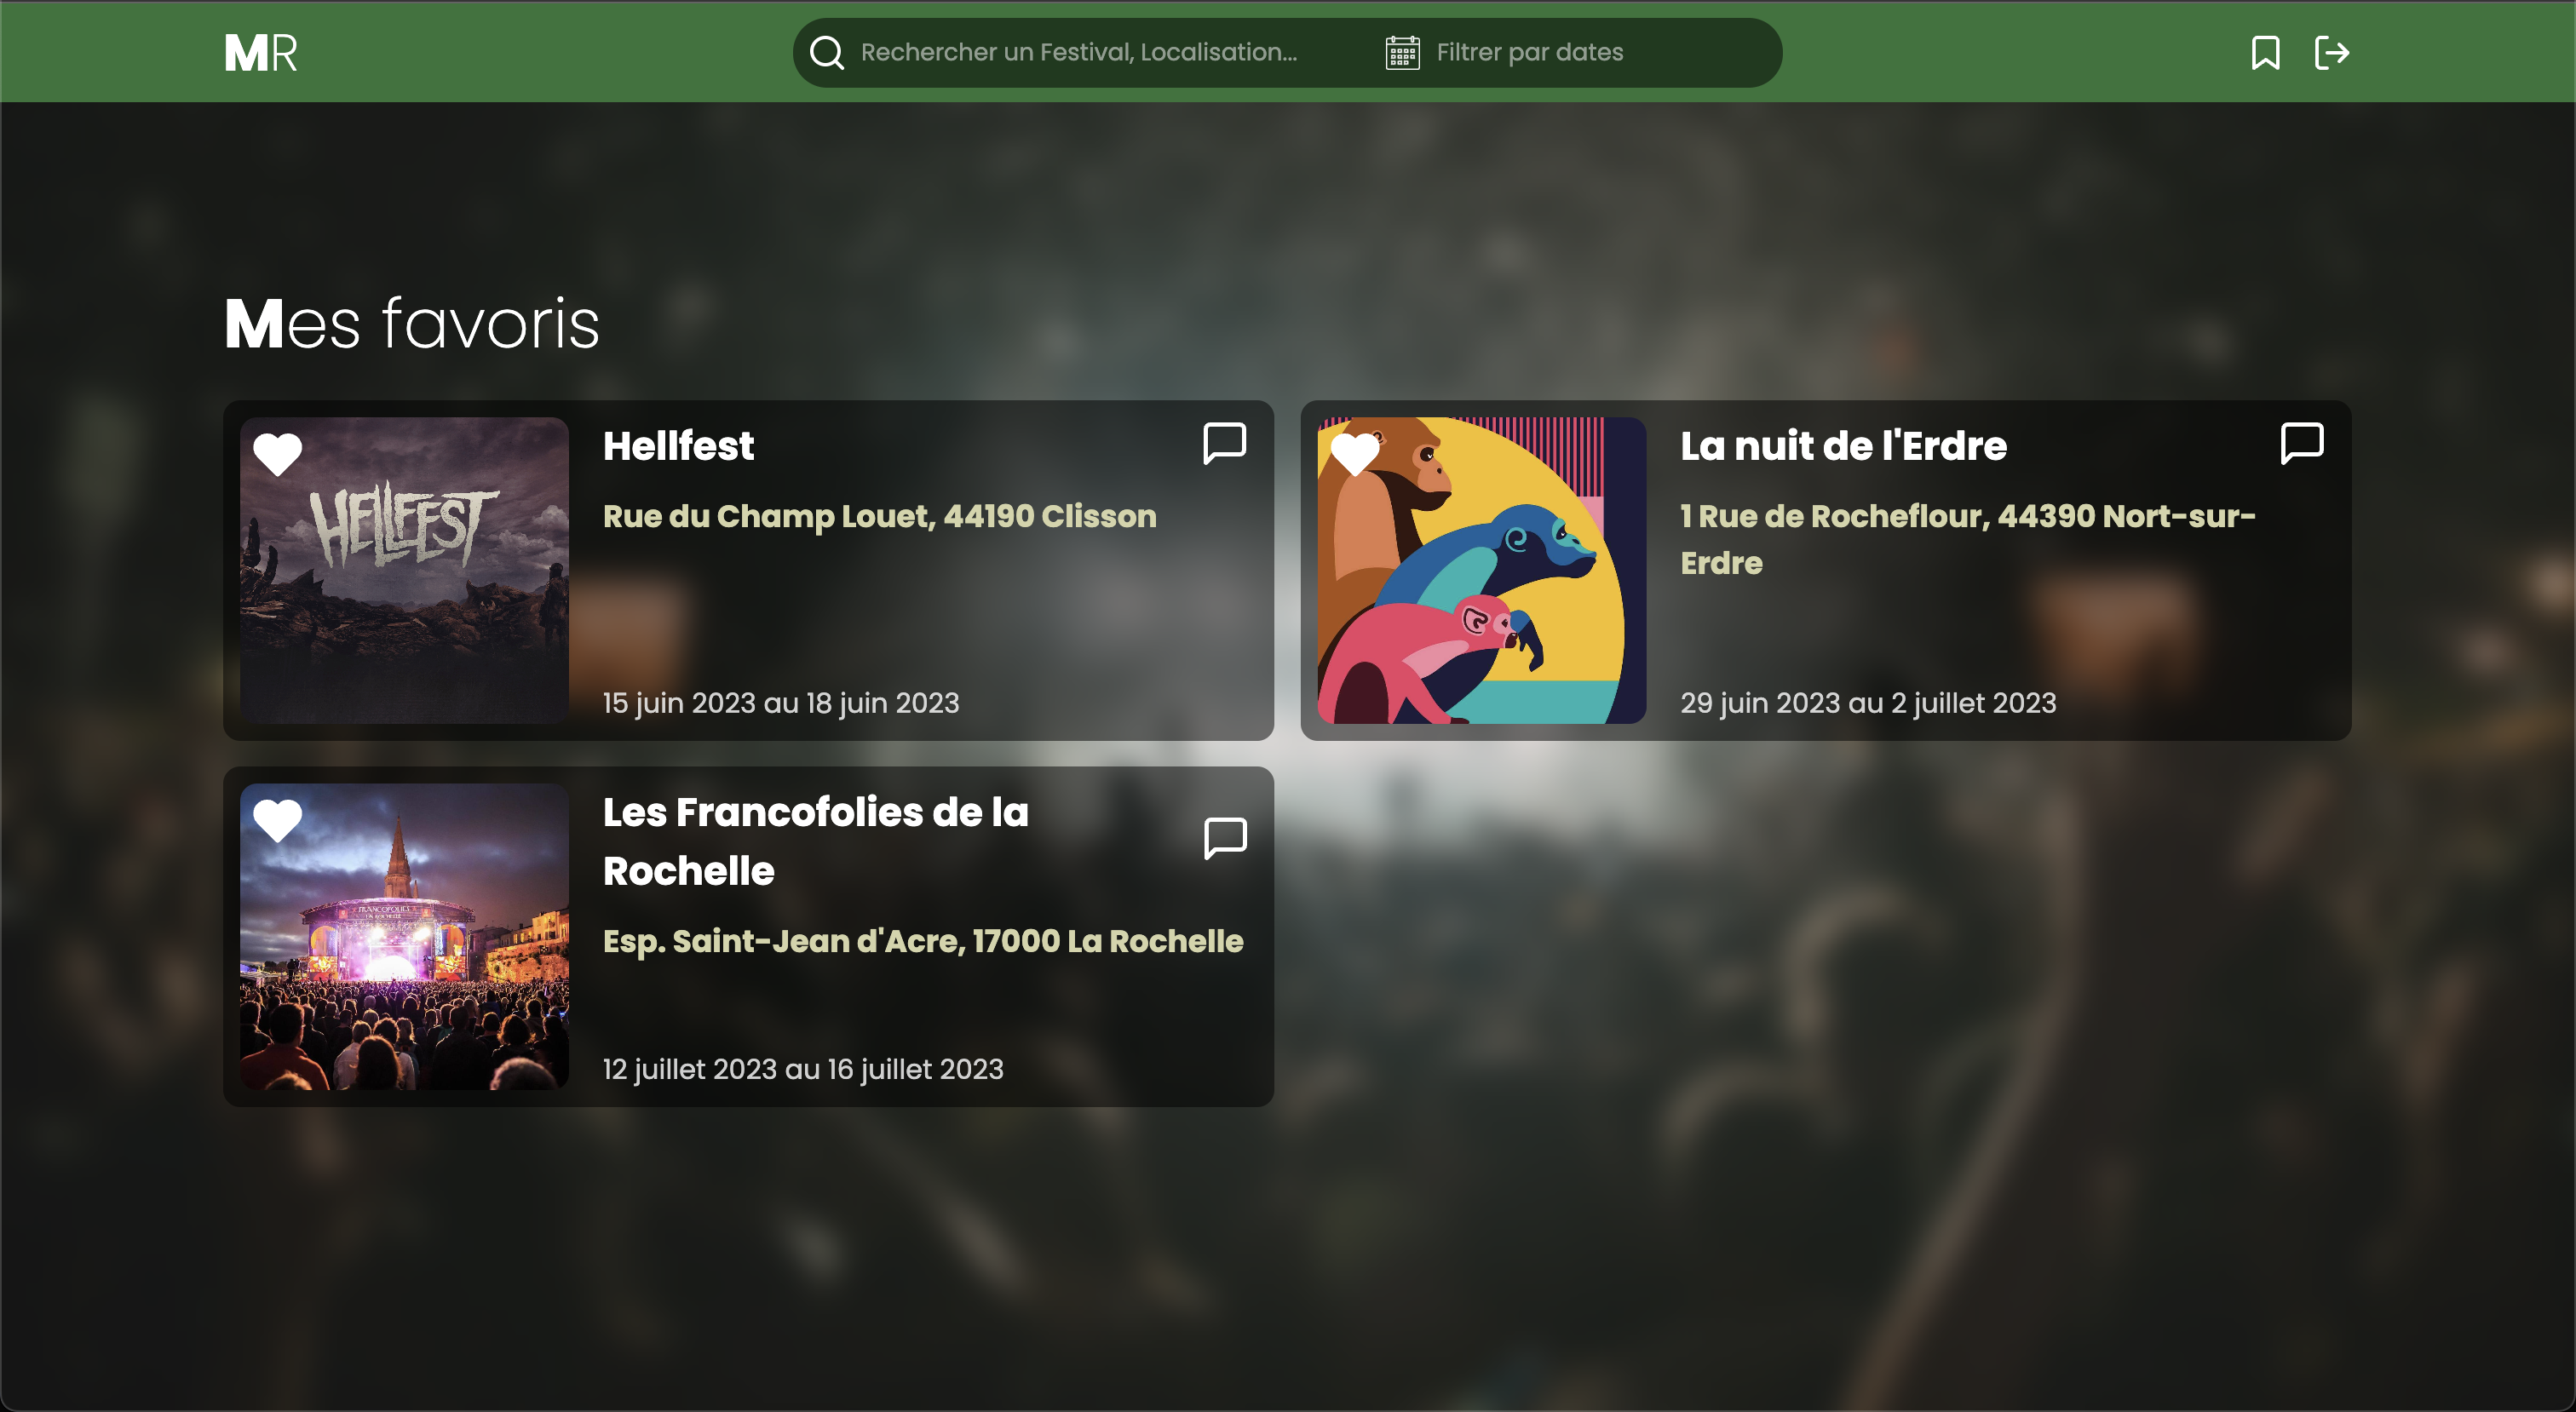 MR
Rechercher un Festival, Localisation...
Filtrer par dates
Mes favoris
HELLFEST
Hellfest
Rue du Champ Louet, 44190 Clisson
15 juin 2023 au 18 juin 2023
La nuit de l'Erdre
1 Rue de Rocheflour, 44390 Nort-sur-
Erdre
29 juin 2023 au 2 juillet 2023
FRANCOFOLIES
Les Francofolies de la
Rochelle
Esp. Saint-Jean d'Acre, 17000 La Rochelle
12 juillet 2023 au 16 juillet 2023